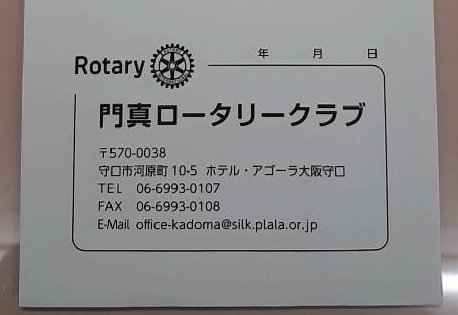 年 月 日
Rotary
門真ロータリークラブ
〒570-0038
守口市河原町 10-5 ホテル・アゴーラ大阪守口
TEL 06-6993-0107
FAX 06-6993-0108
E-Mail office-kadoma@silk.plala.or.jp